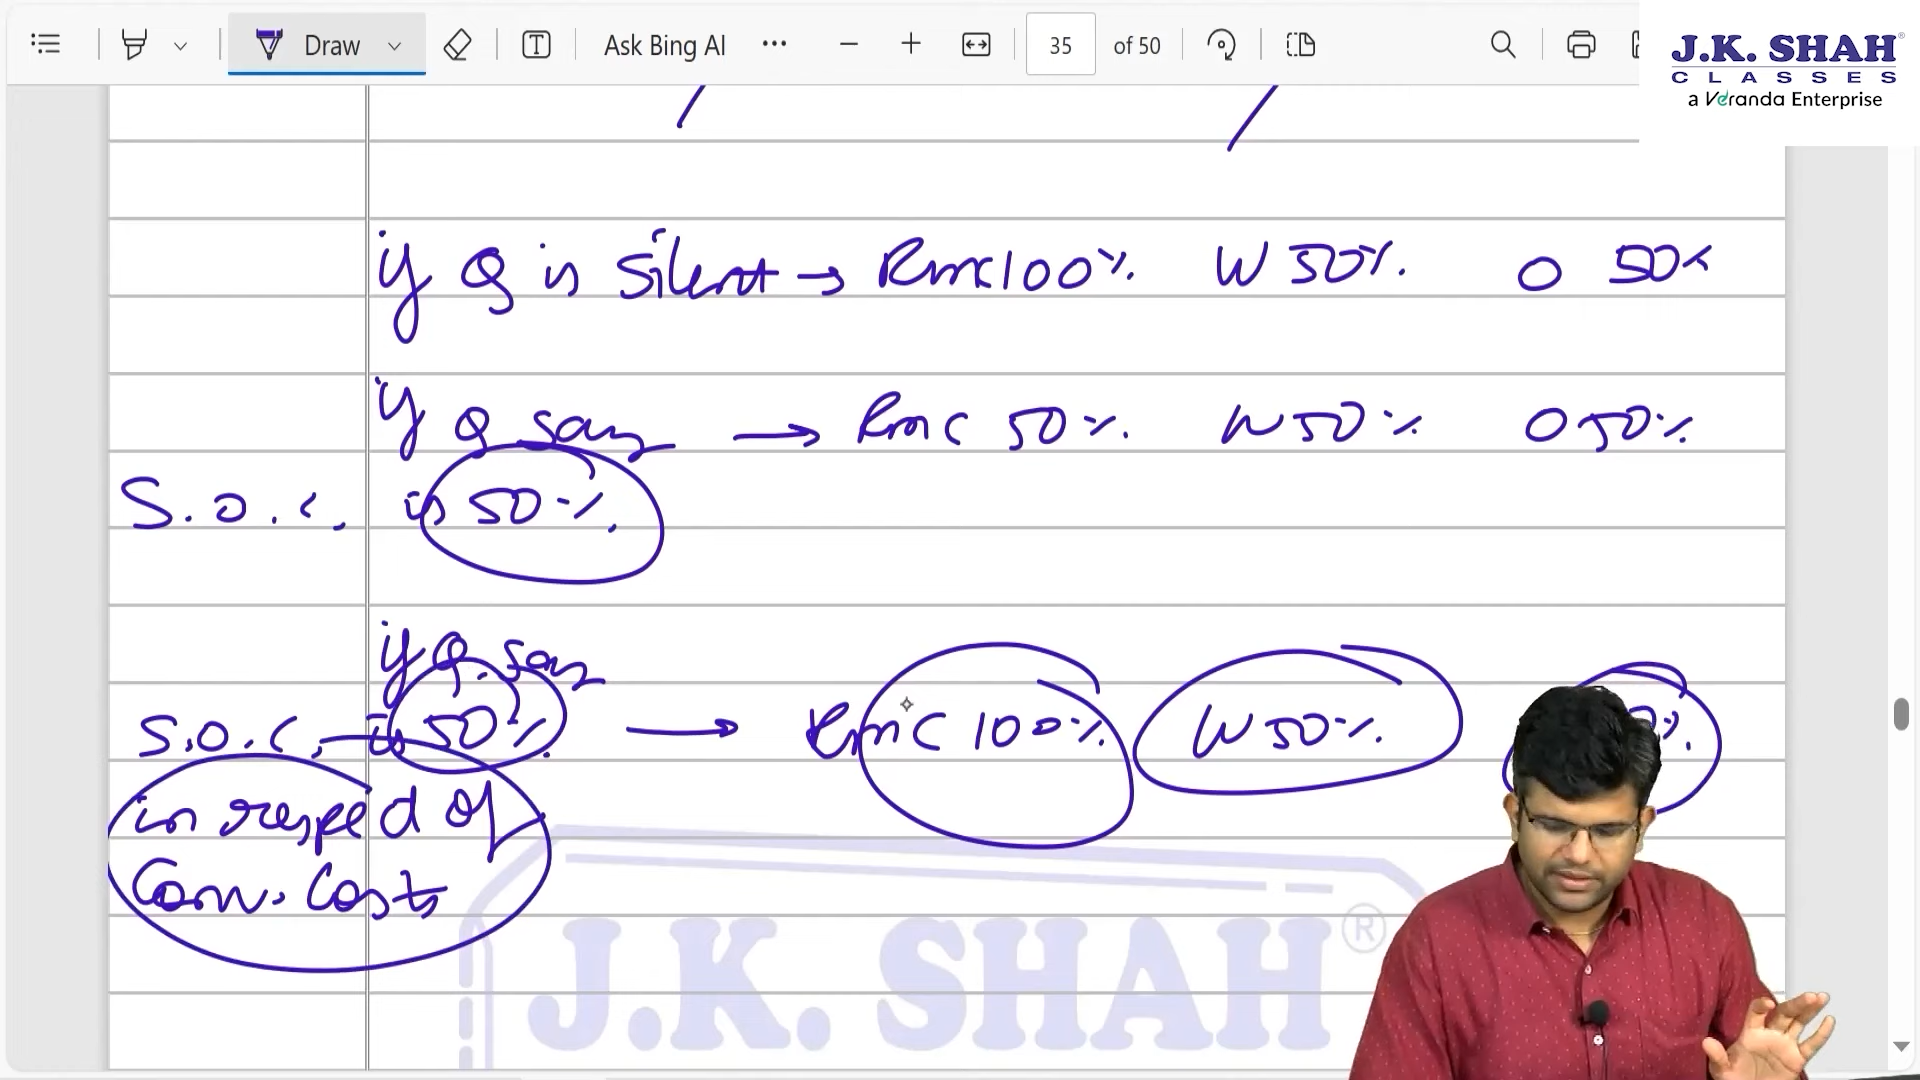 Draw
Ask Bing AI
35 of 50
J.K. SHAH®
CLASSES
a Veranda Enterprise
if Q is Silent → Rmc 100% W 50% O 50%
if Q says → Rmc 50% W 50% O 50%
S.O.C. is 50%
if Q. says
S.O.C. is 50% → Rmc 100% W 50%
in respect of
Conv. Costs
J.K. SHAH®